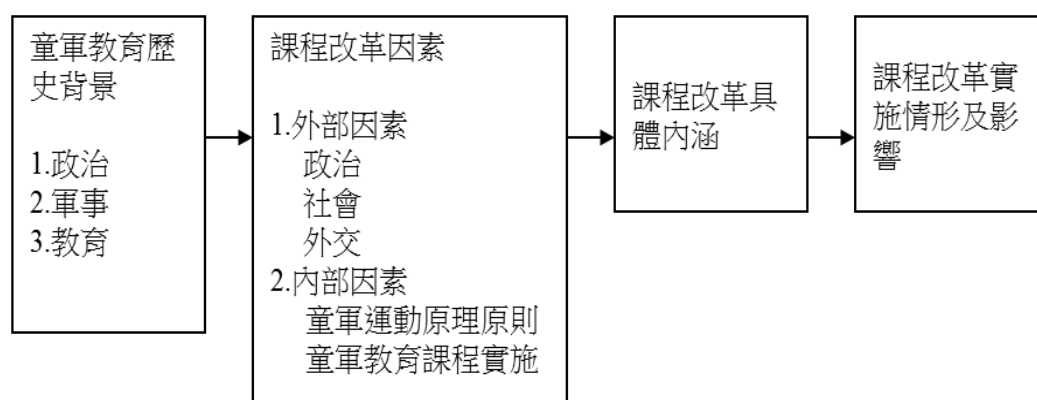 童軍教育歷
史背景
1.政治
2.軍事
3.教育
課程改革因素
1.外部因素
政治
社會
外交
2.內部因素
童軍運動原理原則
童軍教育課程實施
課程改革具
體內涵
課程改革實
施情形及影
響